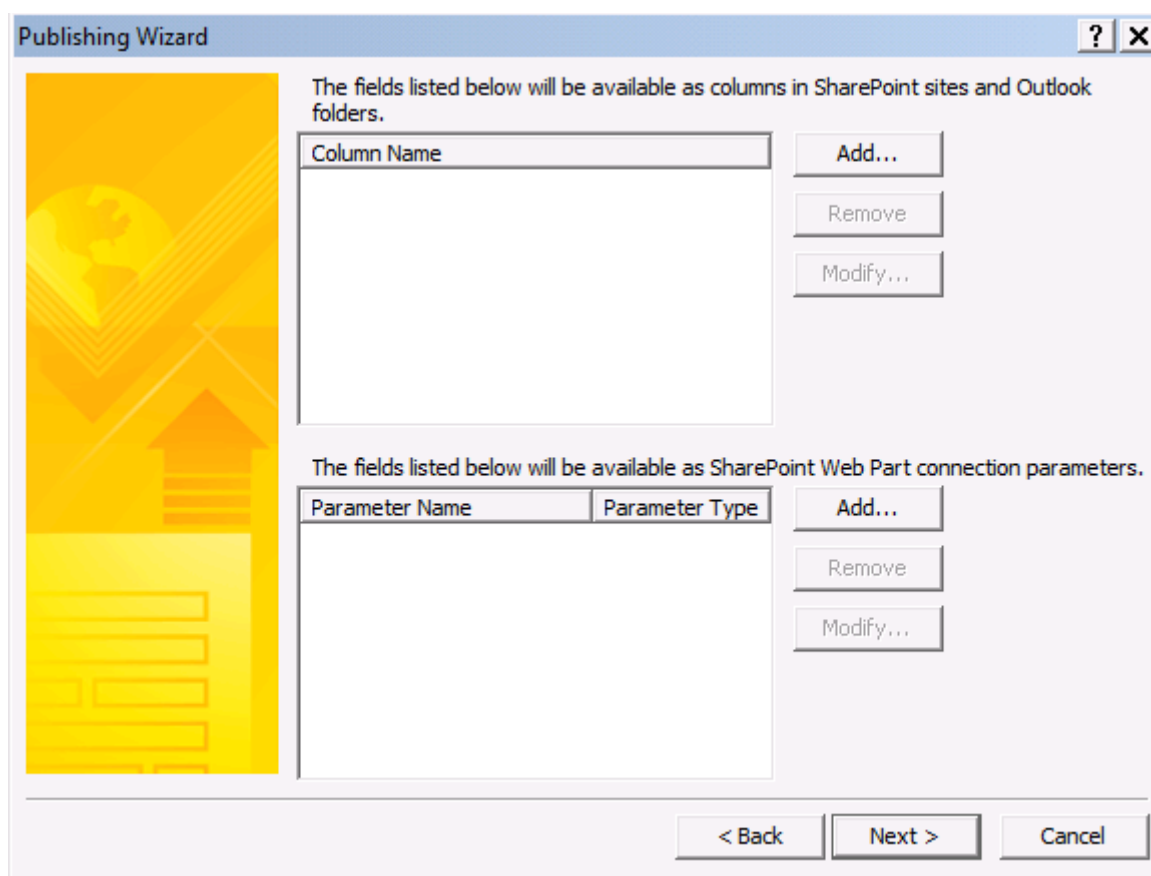 Publishing Wizard
?
The fields listed below will be available as columns in SharePoint sites and Outlook
folders.
Column Name
Add...
Remove
Modify...
The fields listed below will be available as SharePoint Web Part connection parameters.
Parameter Name Parameter Type
Add...
Remove
Modify...
< Back Next > Cancel